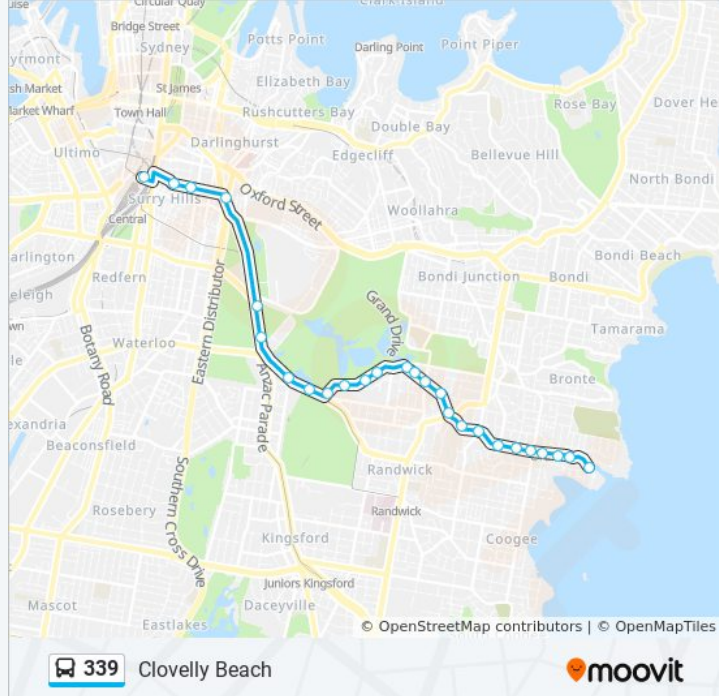 Circular Quay
Clark Island
Bridge Street
Potts Point
Point Piper
Sydney
Darling Point
Elizabeth Bay
St James
Rose Bay
Dover He
Market Wharf
Town Hall
Rushcutters Bay
Double Bay
Darlinghurst
Ultimo
Edgecliff
Bellevue Hill
North Bondi
Surry Hills
Oxford Street
Woollahra
Central
Bondi Beach
Redfern
Bondi Junction
Bondi
Eastern Distributor
Grand Drive
Tamarama
Waterloo
Botany Road
Anzac Parade
Bronte
Beaconsfield
Randwick
Southern Cross Drive
Rosebery
Randwick
Kingsford
Coogee
Juniors Kingsford
Mascot
Daceyville
Eastlakes
© OpenStreetMap contributors | © OpenMapTiles
339 Clovelly Beach
moovit